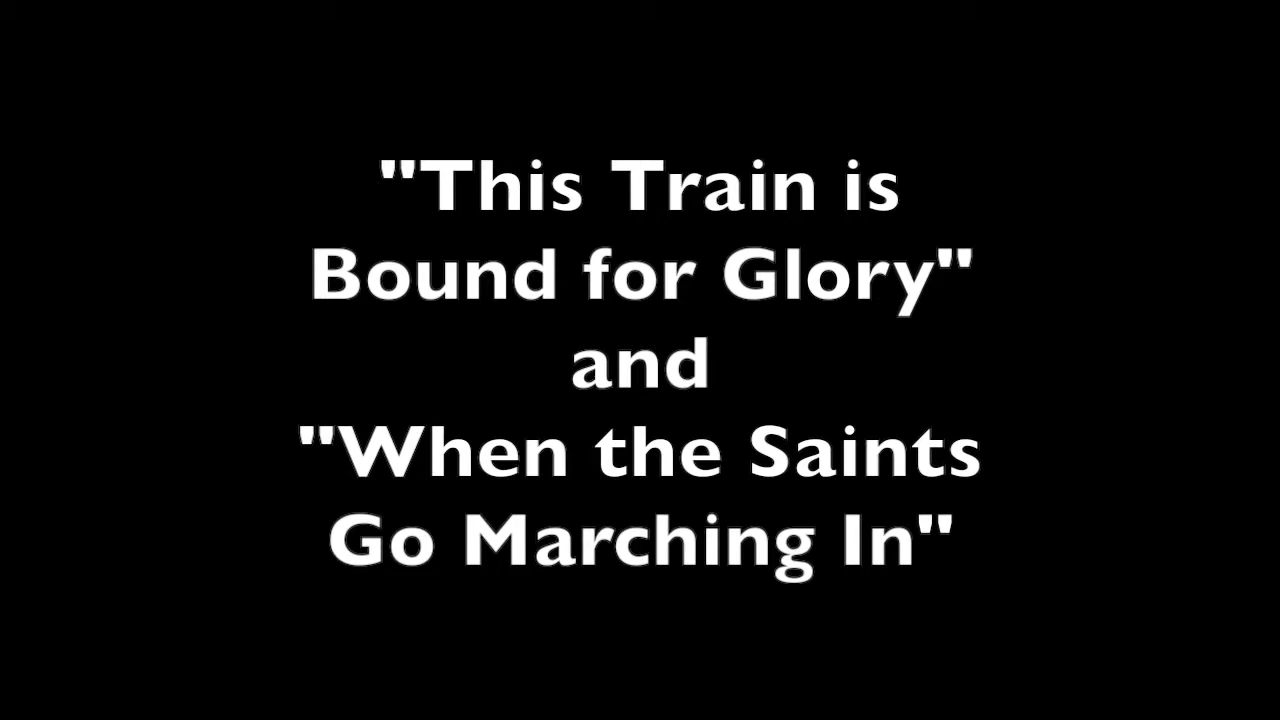 "This Train is
Bound for Glory"
and
"When the Saints
Go Marching In"